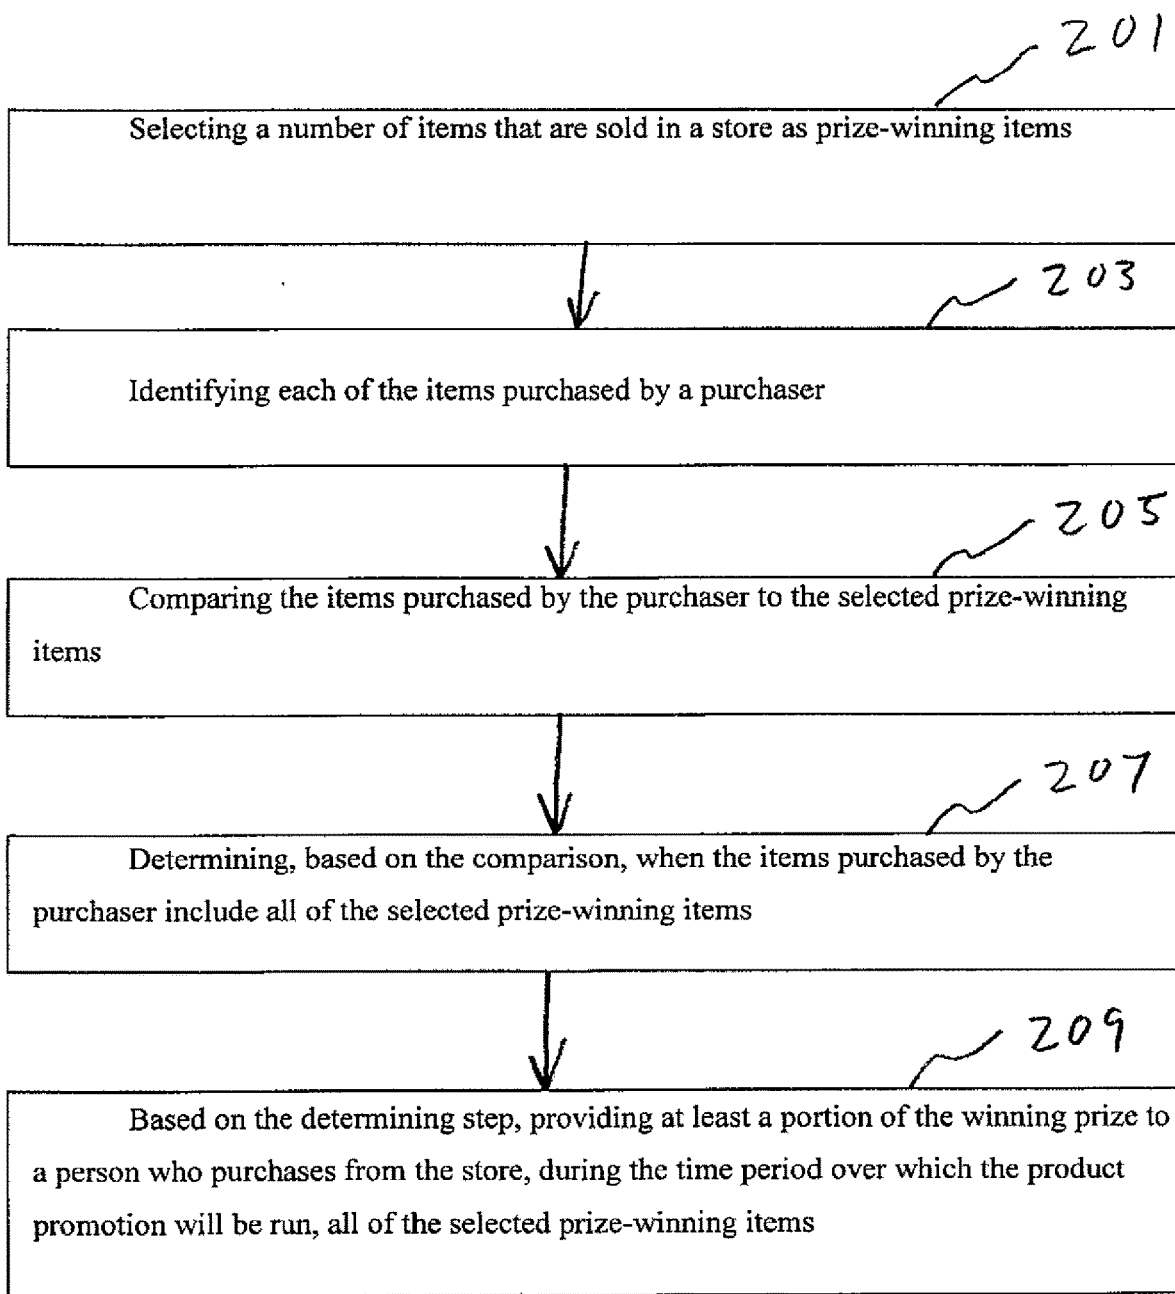 201
Selecting a number of items that are sold in a store as prize-winning items
203
Identifying each of the items purchased by a purchaser
205
Comparing the items purchased by the purchaser to the selected prize-winning
items
207
Determining, based on the comparison, when the items purchased by the
purchaser include all of the selected prize-winning items
209
Based on the determining step, providing at least a portion of the winning prize to
a person who purchases from the store, during the time period over which the product
promotion will be run, all of the selected prize-winning items